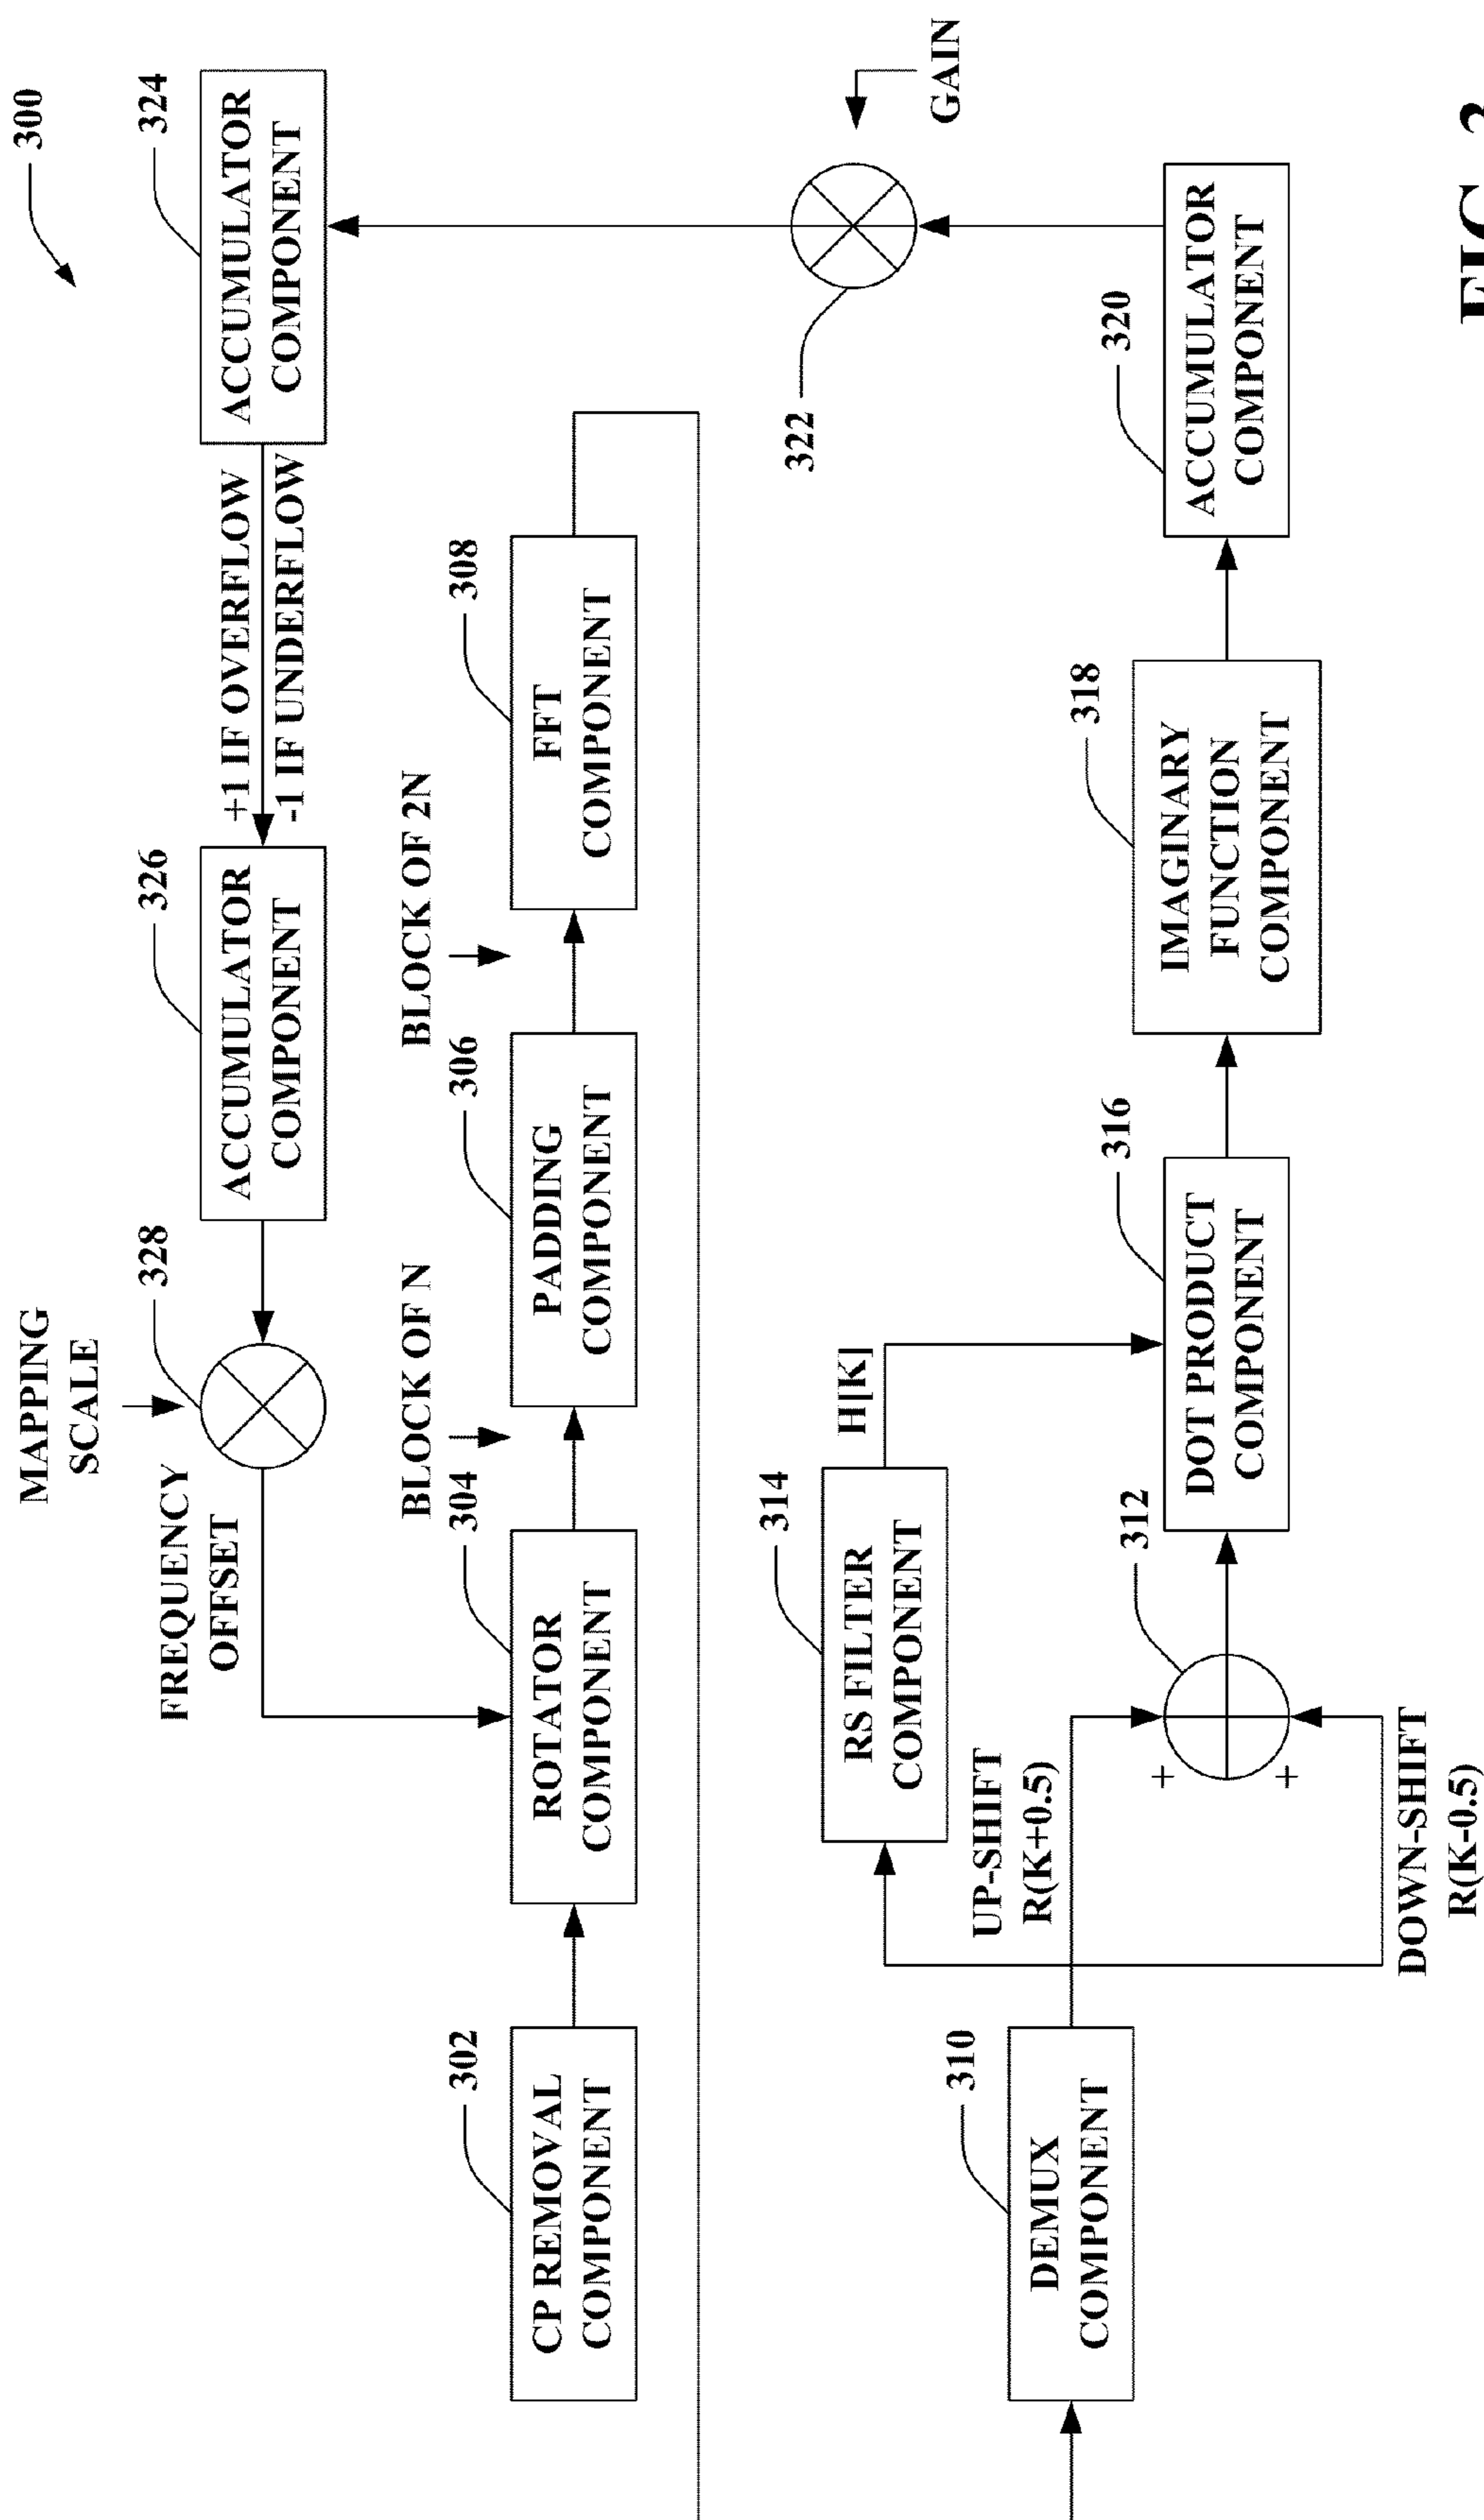 300
324
ACCUMULATOR
COMPONENT
+1 IF OVERFLOW
-1 IF UNDERFLOW
326
ACCUMULATOR
COMPONENT
MAPPING
SCALE
328
FREQUENCY
OFFSET
302
CP REMOVAL
COMPONENT
304
ROTATOR
COMPONENT
BLOCK OF N
306
PADDING
COMPONENT
BLOCK OF 2N
308
FFT
COMPONENT
310
DEMUX
COMPONENT
314
RS FILTER
COMPONENT
H[K]
UP-SHIFT
R(K+0.5)
312
+
+
DOWN-SHIFT
R(K-0.5)
316
DOT PRODUCT
COMPONENT
318
IMAGINARY
FUNCTION
COMPONENT
320
ACCUMULATOR
COMPONENT
322
GAIN